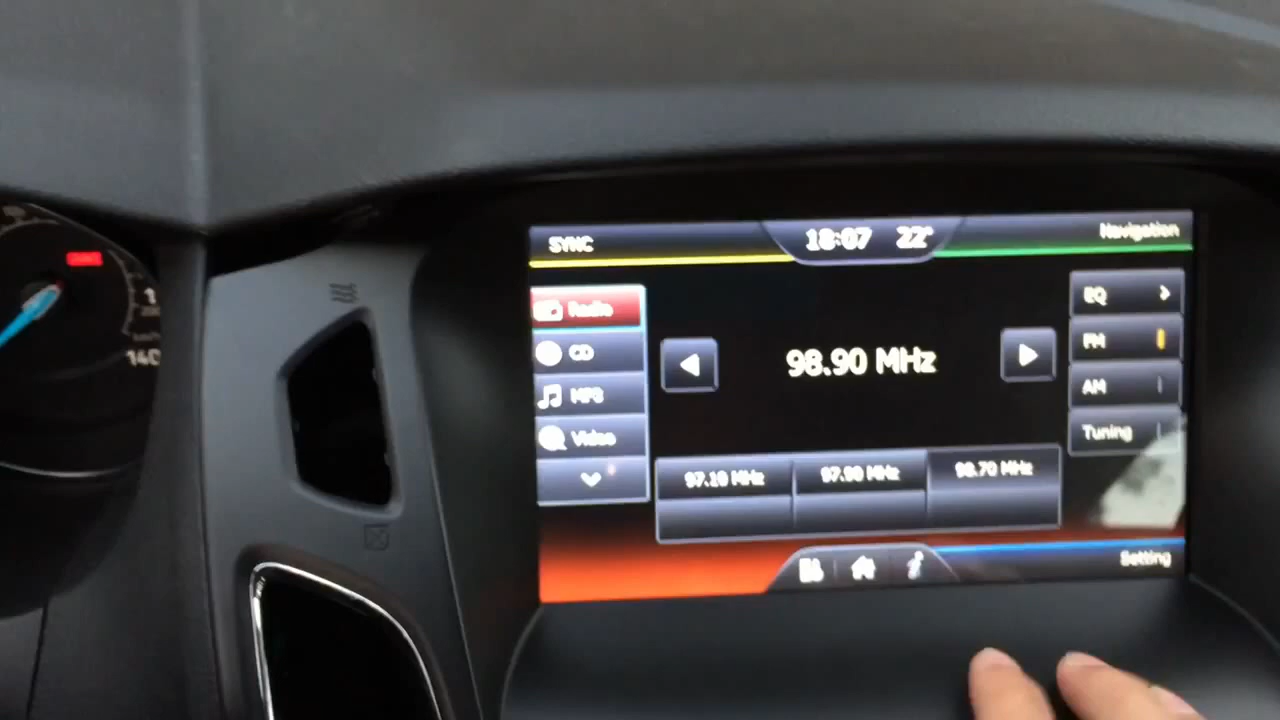 SYNC
18:07 22°
Navigation
Radio
CD
MP3
Video
98.90 MHz
EQ
FM
AM
Tuning
97.10 MHz
97.90 MHz
98.70 MHz
Setting
140